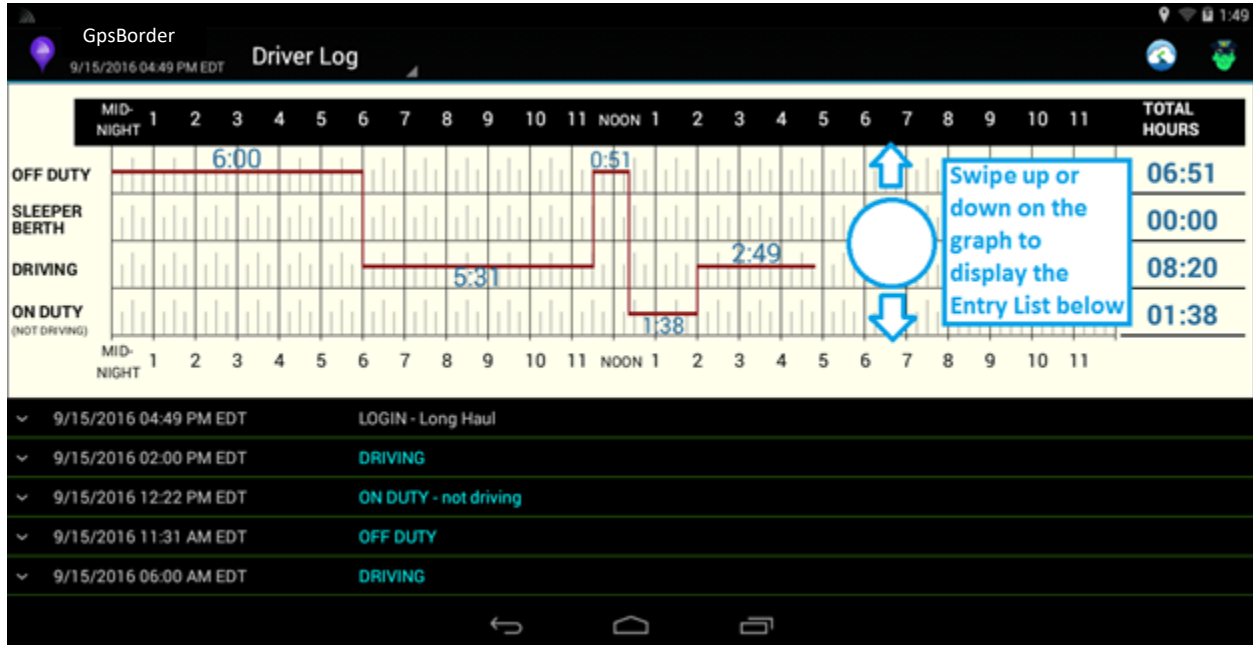 1:49
GpsBorder
9/15/2016 04:49 PM EDT
Driver Log
MID-NIGHT 1 2 3 4 5 6 7 8 9 10 11 NOON 1 2 3 4 5 6 7 8 9 10 11 TOTAL HOURS
OFF DUTY 6:00 0:51 06:51
SLEEPER BERTH 00:00
DRIVING 5:31 2:49 08:20
ON DUTY (NOT DRIVING) 1:38 01:38
Swipe up or
down on the
graph to
display the
Entry List below
MID-NIGHT 1 2 3 4 5 6 7 8 9 10 11 NOON 1 2 3 4 5 6 7 8 9 10 11
9/15/2016 04:49 PM EDT LOGIN - Long Haul
9/15/2016 02:00 PM EDT DRIVING
9/15/2016 12:22 PM EDT ON DUTY - not driving
9/15/2016 11:31 AM EDT OFF DUTY
9/15/2016 06:00 AM EDT DRIVING